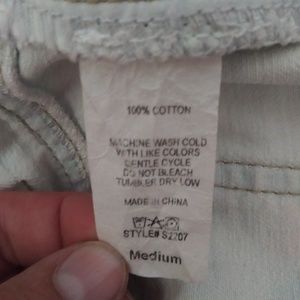 100% COTTON
MACHINE WASH COLD
WITH LIKE COLORS
GENTLE CYCLE
DO NOT BLEACH
TUMBLER DRY LOW
MADE IN CHINA
STYLE# S2207
Medium